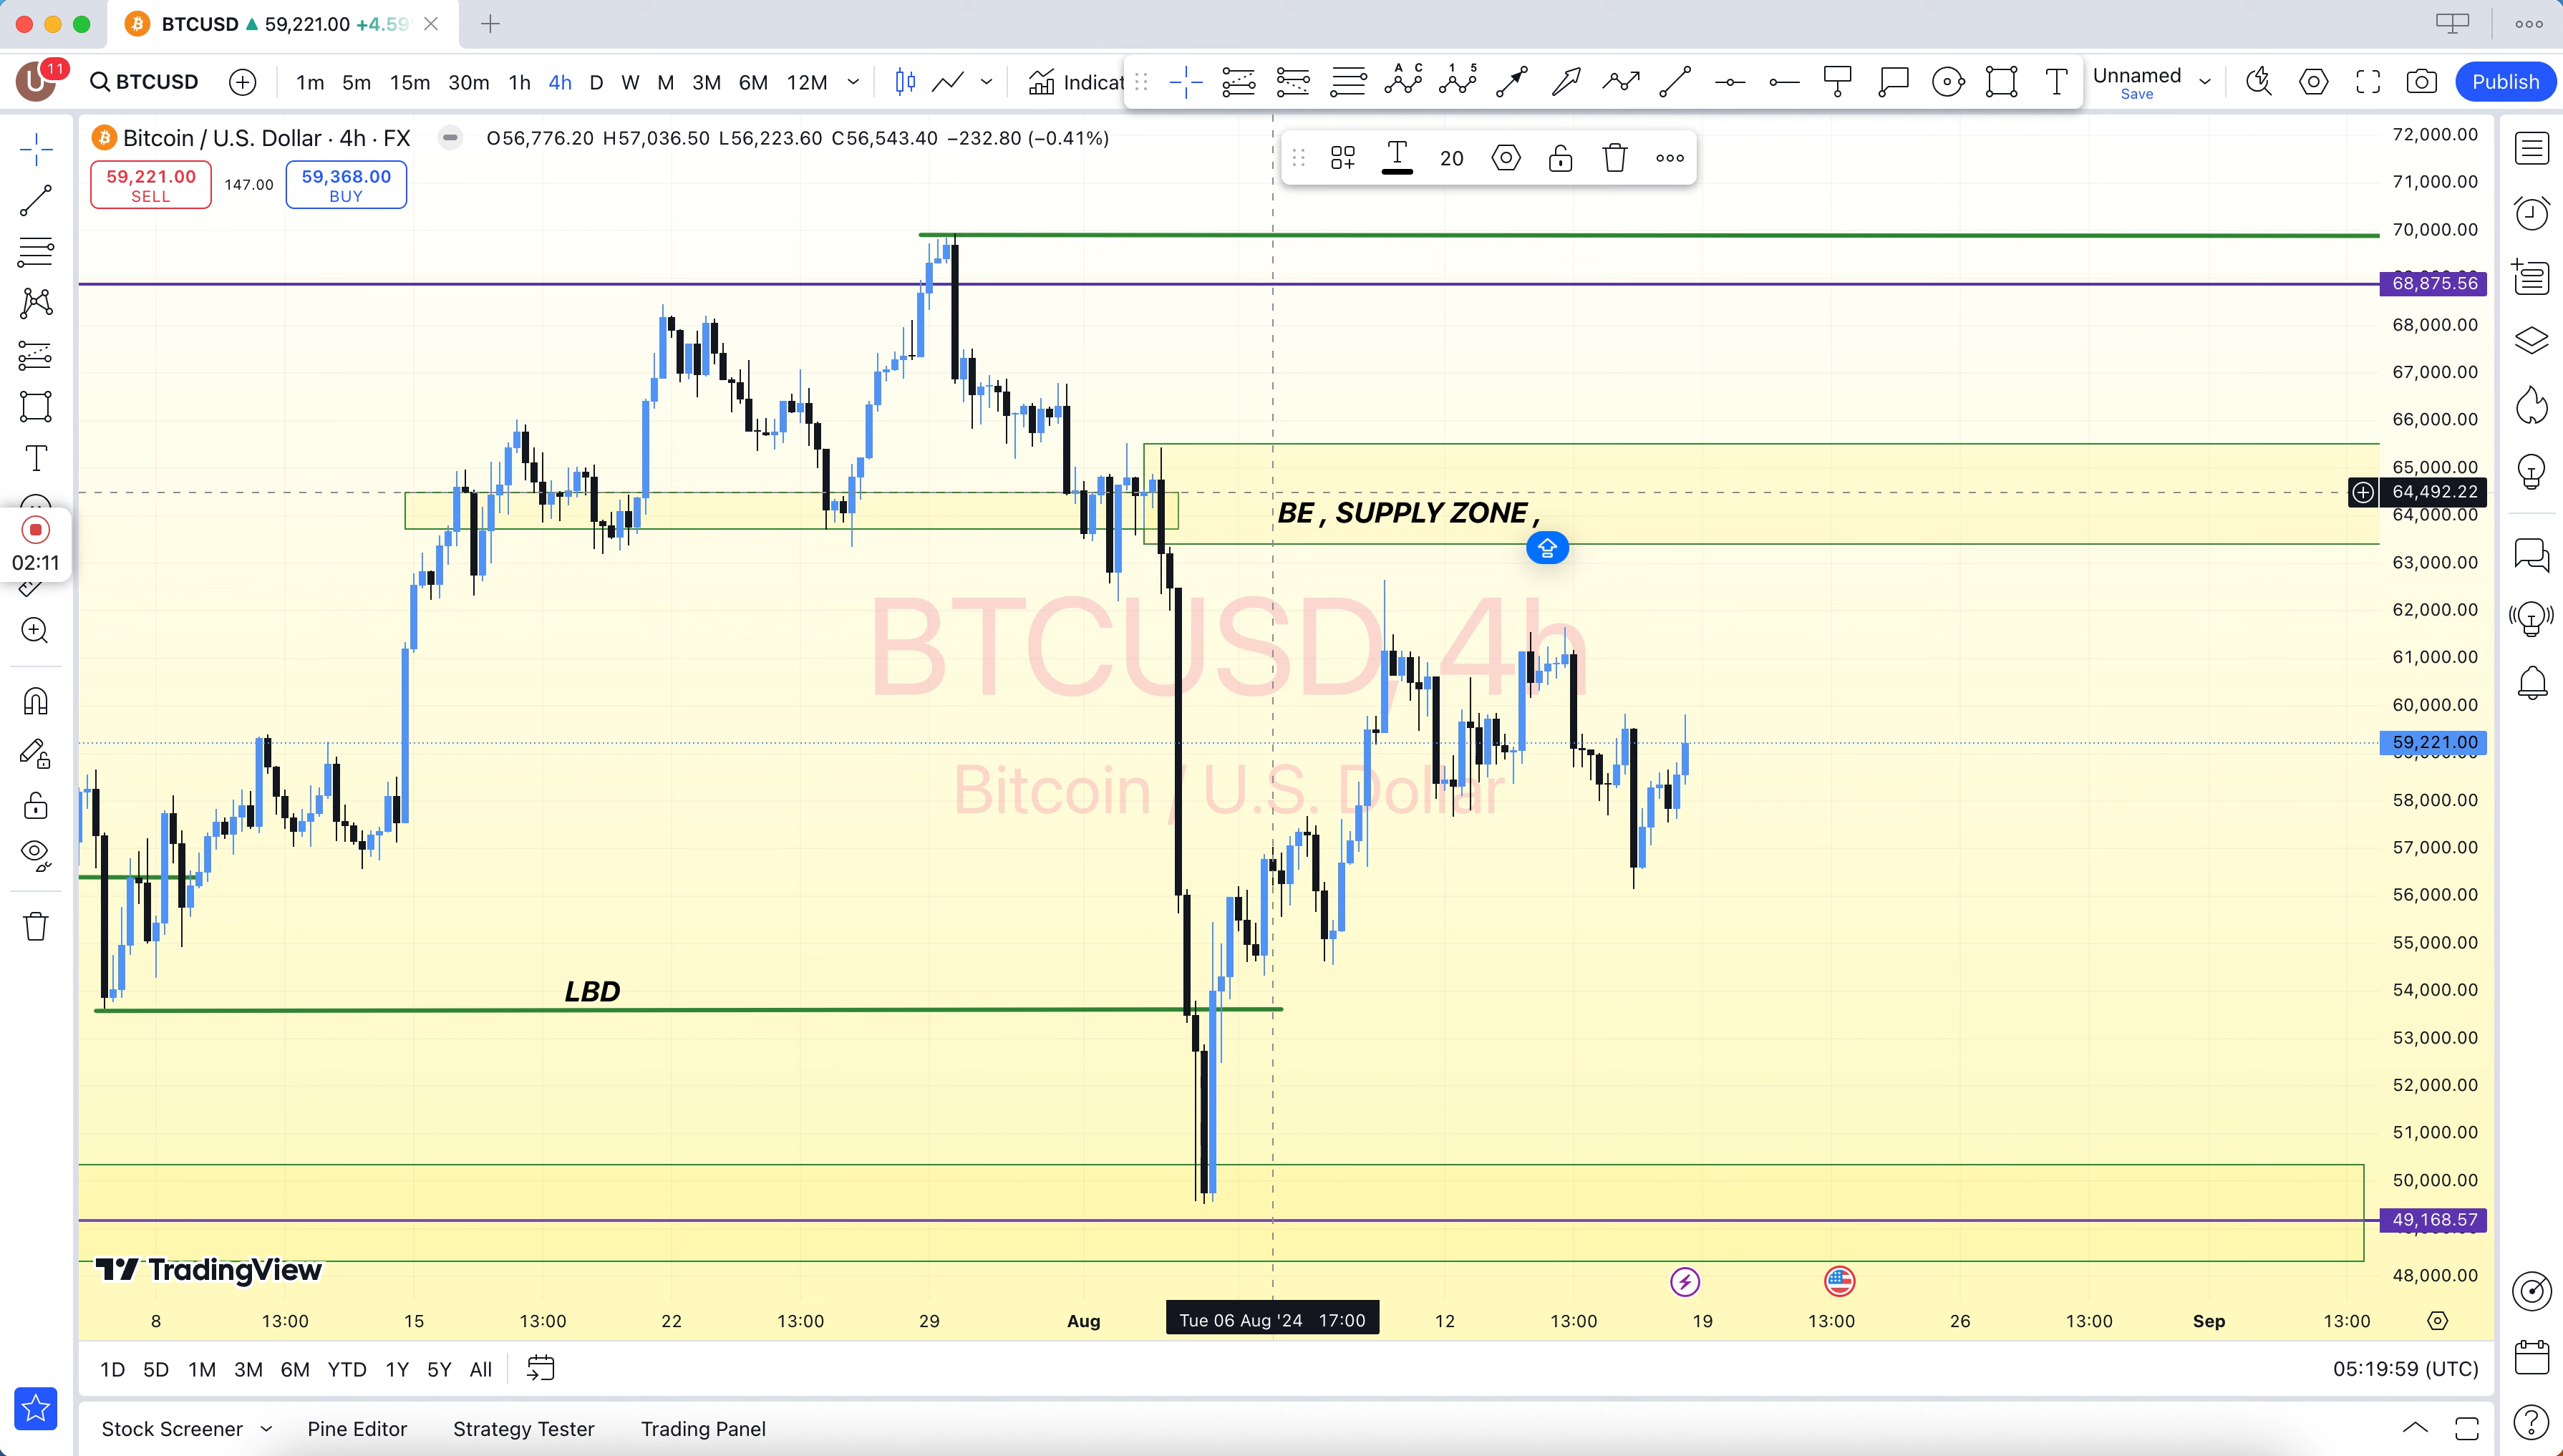 BTCUSD ▲ 59,221.00 +4.59
11
U
BTCUSD
1m 5m 15m 30m 1h 4h D W M 3M 6M 12M
Indicat
A C
1 5
Unnamed
Save
Publish
Bitcoin / U.S. Dollar · 4h · FX
O56,776.20 H57,036.50 L56,223.60 C56,543.40 −232.80 (−0.41%)
59,221.00
SELL
147.00
59,368.00
BUY
T 20
72,000.00
71,000.00
70,000.00
68,875.56
68,000.00
67,000.00
66,000.00
65,000.00
64,492.22
64,000.00
63,000.00
62,000.00
61,000.00
60,000.00
59,221.00
58,000.00
57,000.00
56,000.00
55,000.00
54,000.00
53,000.00
52,000.00
51,000.00
50,000.00
49,168.57
48,000.00
BE , SUPPLY ZONE ,
02:11
BTCUSD, 4h
Bitcoin / U.S. Dollar
LBD
TradingView
8 13:00 15 13:00 22 13:00 29 Aug Tue 06 Aug '24 17:00 12 13:00 19 13:00 26 13:00 Sep 13:00
1D 5D 1M 3M 6M YTD 1Y 5Y All
05:19:59 (UTC)
Stock Screener Pine Editor Strategy Tester Trading Panel